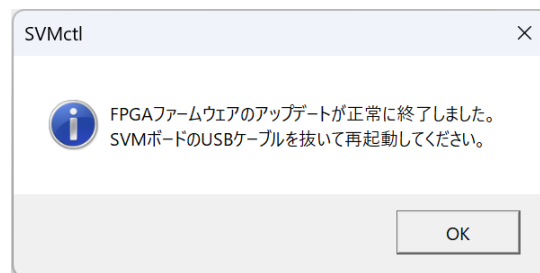 SVMctl
FPGAファームウェアのアップデートが正常に終了しました。
SVMボードのUSBケーブルを抜いて再起動してください。
OK